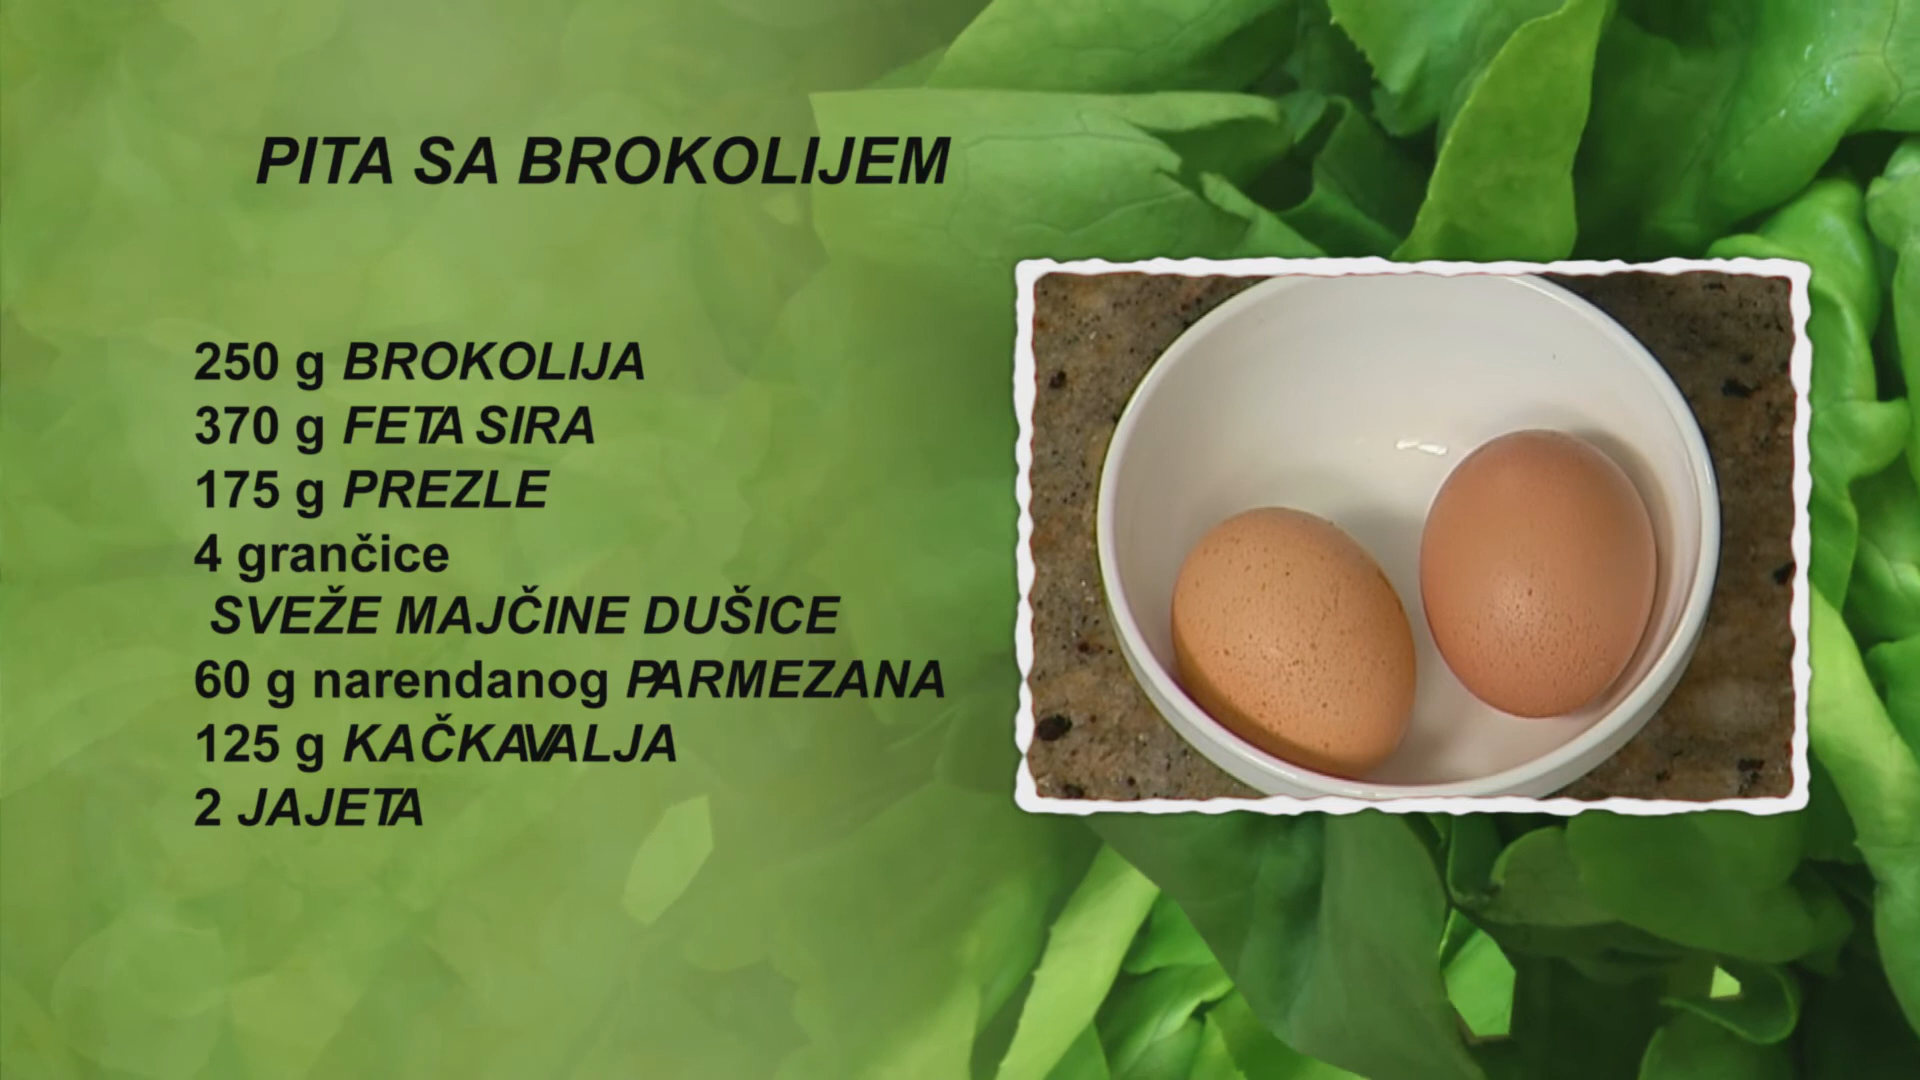 PITA SA BROKOLIJEM
250 g BROKOLIJA
370 g FETA SIRA
175 g PREZLE
4 grančice
SVEŽE MAJČINE DUŠICE
60 g narendanog PARMEZANA
125 g KAČKAVALJA
2 JAJETA